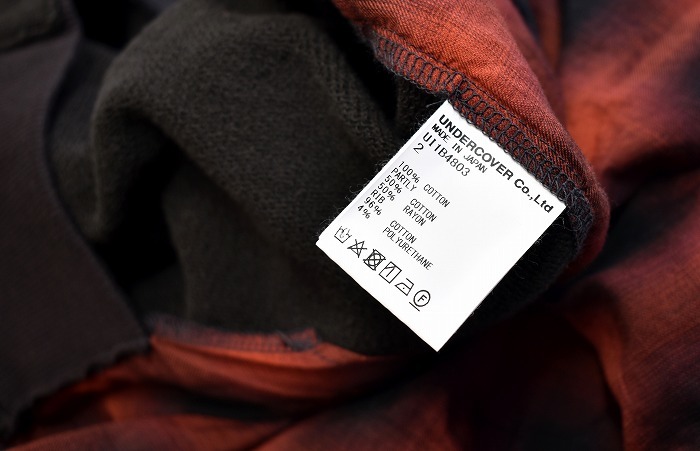 UNDERCOVER Co.,Ltd
MADE IN JAPAN
UI1B4803
2
100% COTTON
PARTLY
50% COTTON
50% RAYON
RIB
96% COTTON
4% POLYURETHANE
F